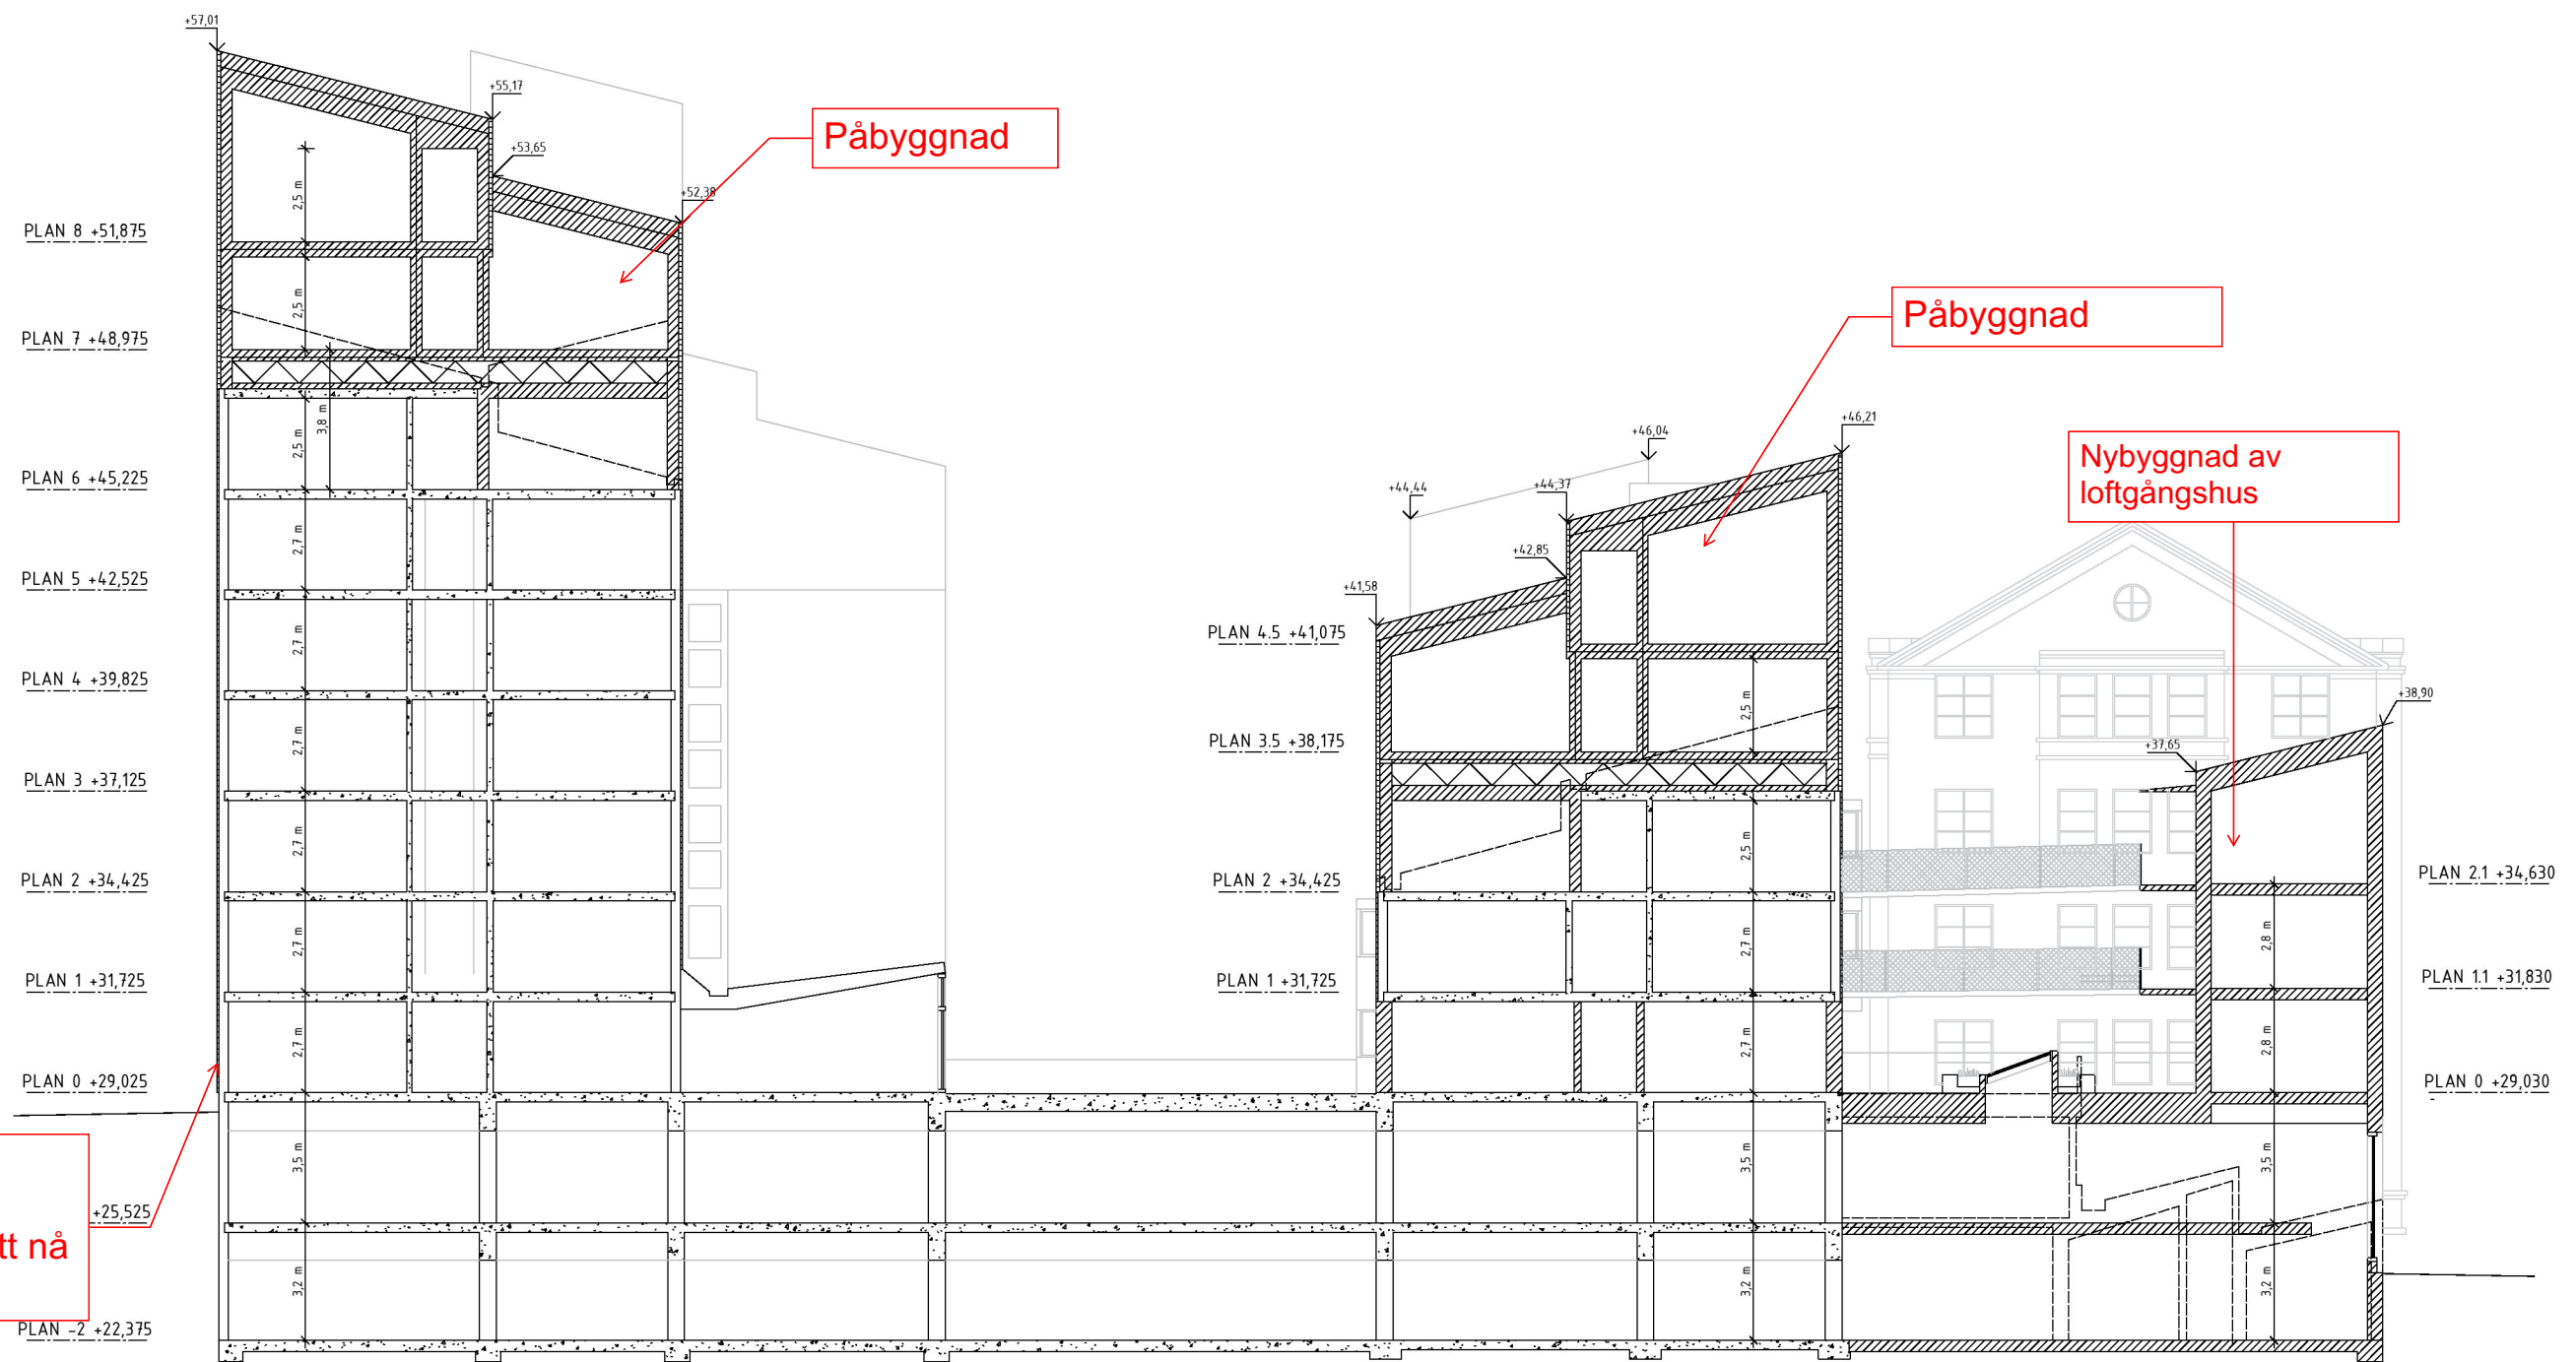 +57,01
+55,17
+53,65
+52,38
Påbyggnad
PLAN 8 +51,875
PLAN 7 +48,975
PLAN 6 +45,225
PLAN 5 +42,525
PLAN 4 +39,825
PLAN 3 +37,125
PLAN 2 +34,425
PLAN 1 +31,725
PLAN 0 +29,025
+25,525
tt nå
PLAN -2 +22,375
2,5 m
2,5 m
3,8 m
2,5 m
2,7 m
2,7 m
2,7 m
2,7 m
2,7 m
2,7 m
3,5 m
3,2 m
Påbyggnad
+46,21
+46,04
+44,44
+44,37
+42,85
+41,58
PLAN 4.5 +41,075
PLAN 3.5 +38,175
PLAN 2 +34,425
PLAN 1 +31,725
2,5 m
2,5 m
2,7 m
2,7 m
3,5 m
3,2 m
Nybyggnad av
loftgångshus
+38,90
+37,65
PLAN 2.1 +34,630
PLAN 1.1 +31,830
PLAN 0 +29,030
2,8 m
2,8 m
3,5 m
3,2 m